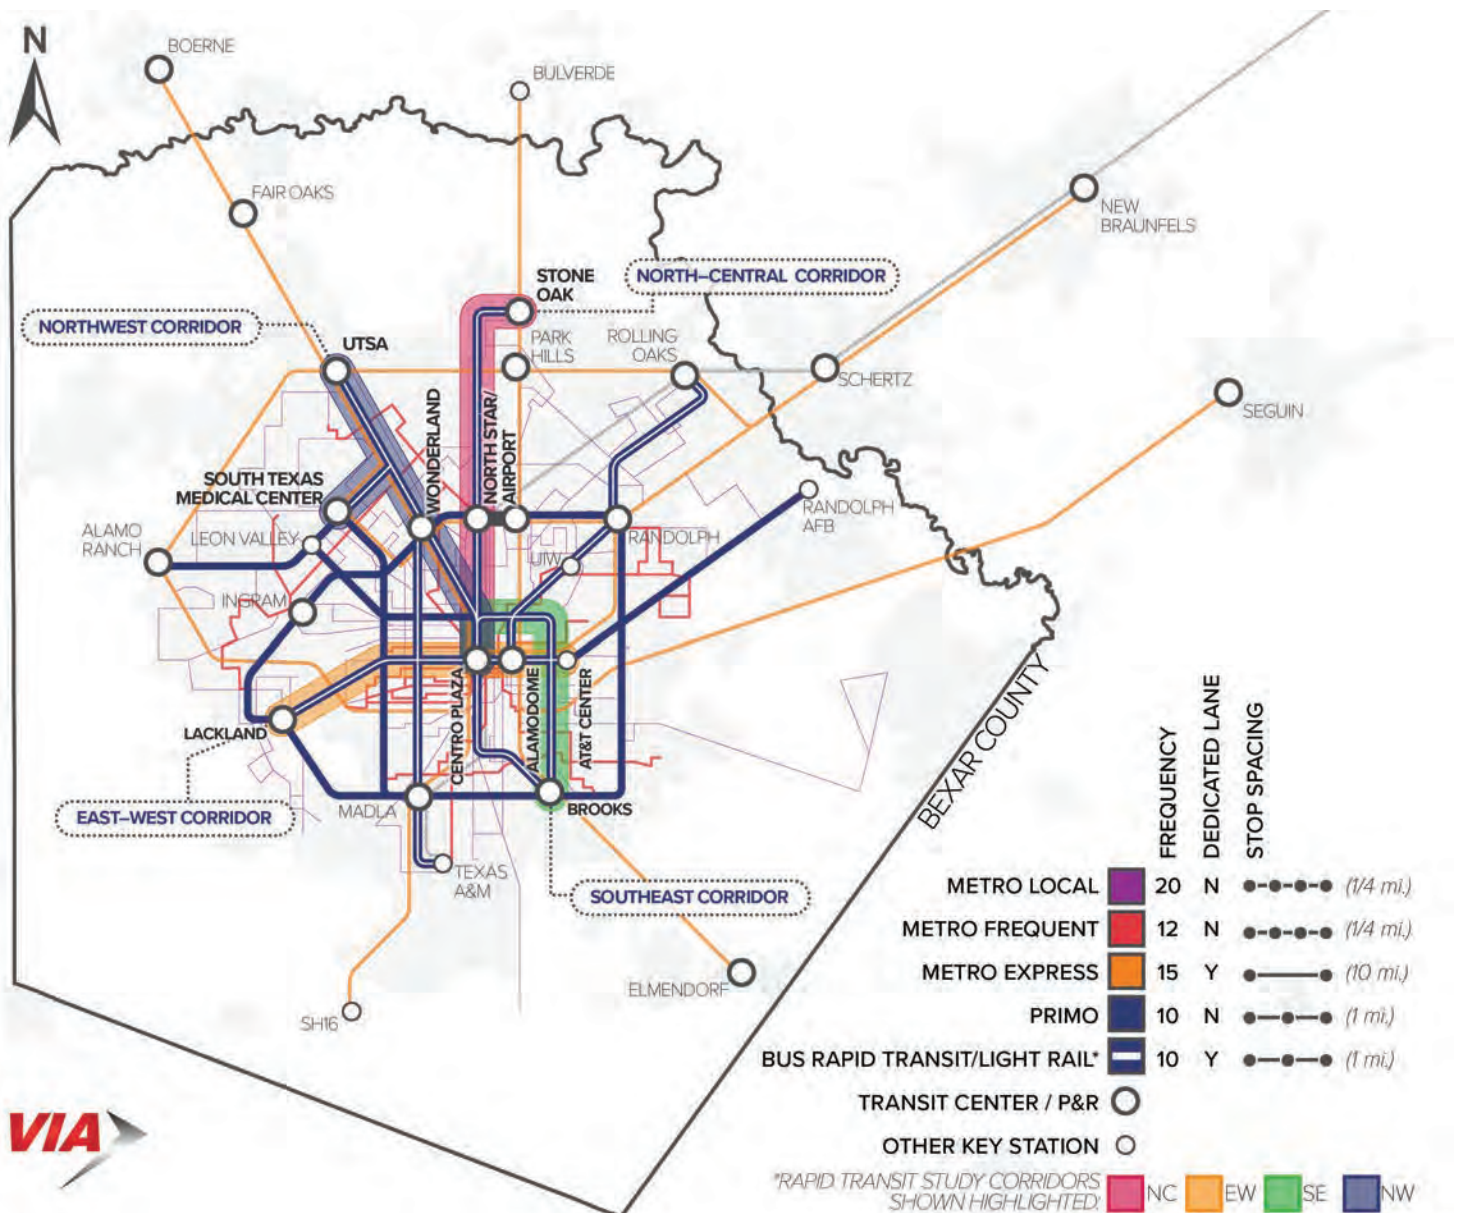 N
BOERNE
BULVERDE
FAIR OAKS
NEW
BRAUNFELS
STONE
OAK
NORTH–CENTRAL CORRIDOR
NORTHWEST CORRIDOR
UTSA
PARK
HILLS
ROLLING
OAKS
SCHERTZ
SEGUIN
WONDERLAND
NORTH STAR/
AIRPORT
SOUTH TEXAS
MEDICAL CENTER
RANDOLPH
AFB
ALAMO
RANCH
LEON VALLEY
RANDOLPH
UIW
INGRAM
LACKLAND
CENTRO PLAZA
ALAMODOME
AT&T CENTER
EAST–WEST CORRIDOR
MADLA
BROOKS
TEXAS
A&M
SOUTHEAST CORRIDOR
ELMENDORF
SH16
BEXAR COUNTY
FREQUENCY
DEDICATED LANE
STOP SPACING
METRO LOCAL 20 N (1/4 mi.)
METRO FREQUENT 12 N (1/4 mi.)
METRO EXPRESS 15 Y (10 mi.)
PRIMO 10 N (1 mi.)
BUS RAPID TRANSIT/LIGHT RAIL* 10 Y (1 mi.)
TRANSIT CENTER / P&R
OTHER KEY STATION
*RAPID TRANSIT STUDY CORRIDORS
SHOWN HIGHLIGHTED: NC EW SE NW
VIA